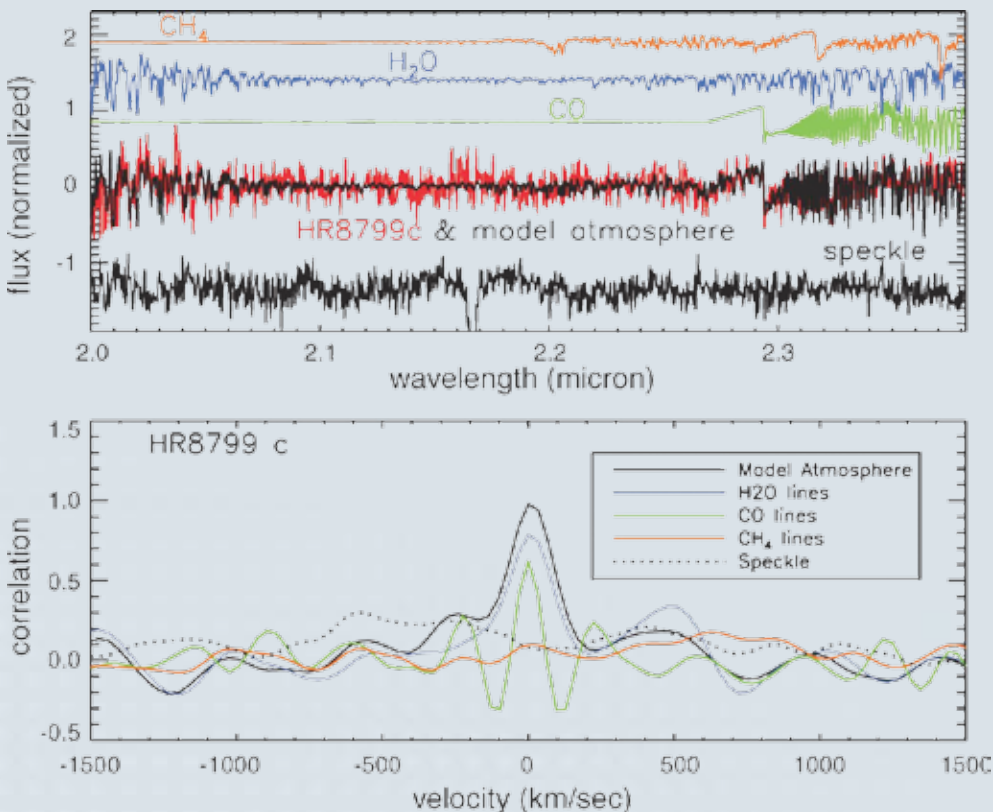 CH₄
H₂O
CO
HR8799c & model atmosphere
speckle
flux (normalized)
2
1
0
-1
2.0 2.1 2.2 2.3
wavelength (micron)
HR8799 c
Model Atmosphere
H2O lines
CO lines
CH₄ lines
Speckle
correlation
1.5
1.0
0.5
0.0
-0.5
-1500 -1000 -500 0 500 1000 1500
velocity (km/sec)